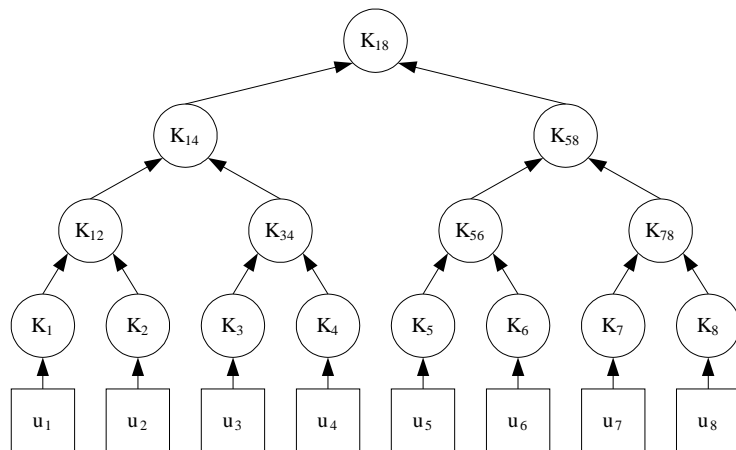 K₁₈
K₁₄ K₅₈
K₁₂ K₃₄ K₅₆ K₇₈
K₁ K₂ K₃ K₄ K₅ K₆ K₇ K₈
u₁ u₂ u₃ u₄ u₅ u₆ u₇ u₈